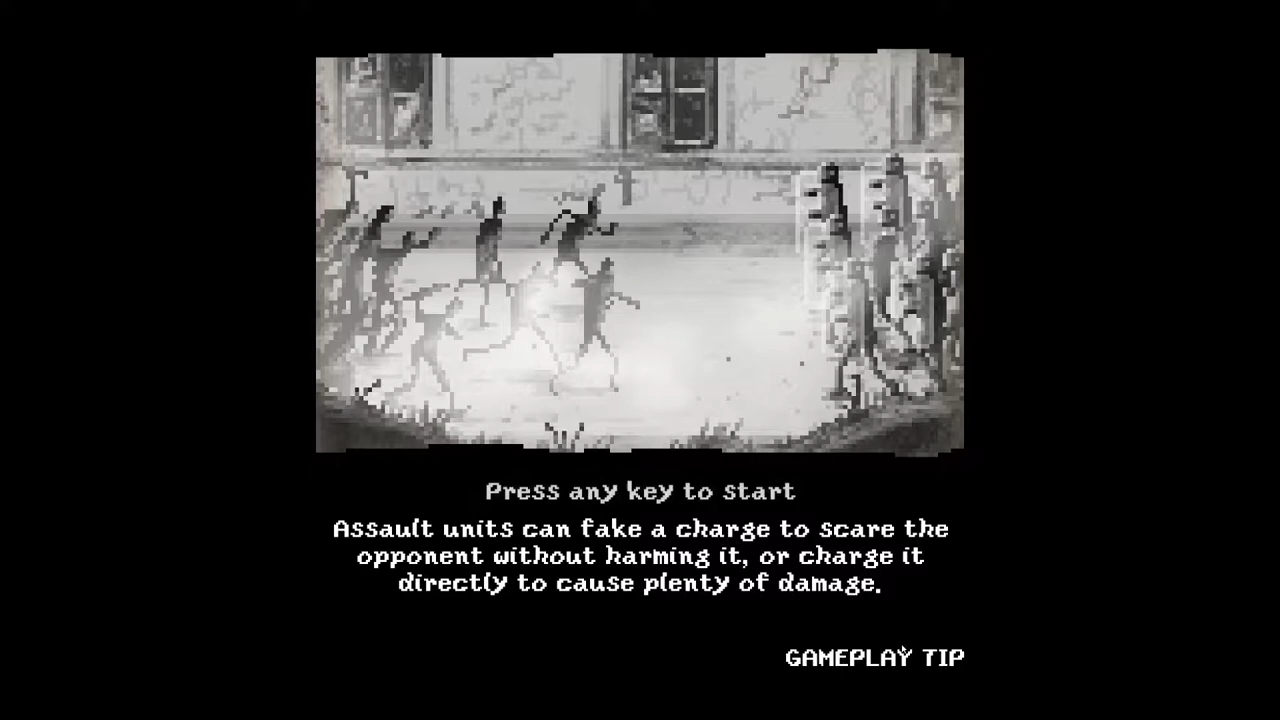 Press any key to start
Assault units can fake a charge to scare the
opponent without harming it, or charge it
directly to cause plenty of damage.
GAMEPLAY TIP